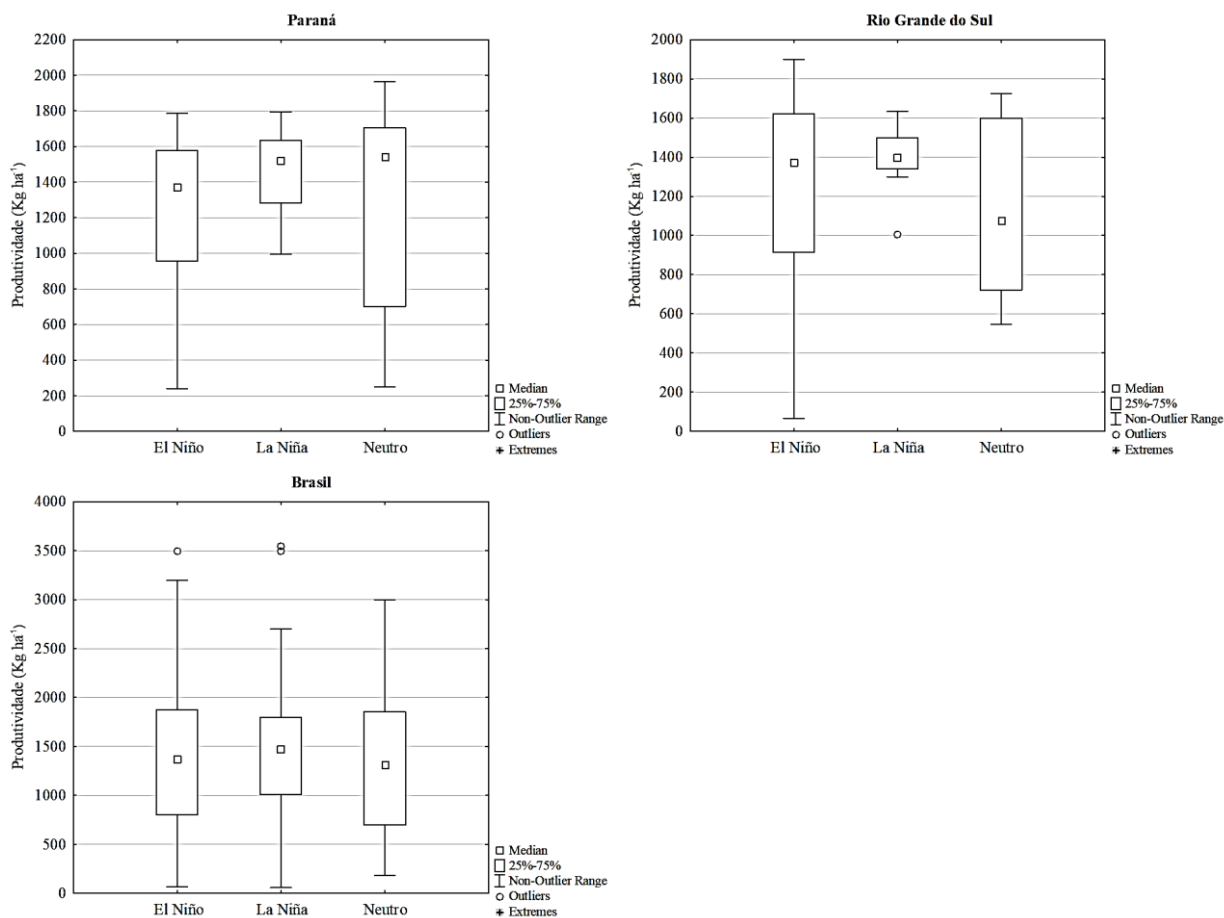 Paraná
Produtividade (Kg ha⁻¹)
2200
2000
1800
1600
1400
1200
1000
800
600
400
200
0
El Niño La Niña Neutro
Median
25%-75%
Non-Outlier Range
Outliers
Extremes
Rio Grande do Sul
Produtividade (Kg ha⁻¹)
2000
1800
1600
1400
1200
1000
800
600
400
200
0
El Niño La Niña Neutro
Median
25%-75%
Non-Outlier Range
Outliers
Extremes
Brasil
Produtividade (Kg ha⁻¹)
4000
3500
3000
2500
2000
1500
1000
500
0
El Niño La Niña Neutro
Median
25%-75%
Non-Outlier Range
Outliers
Extremes